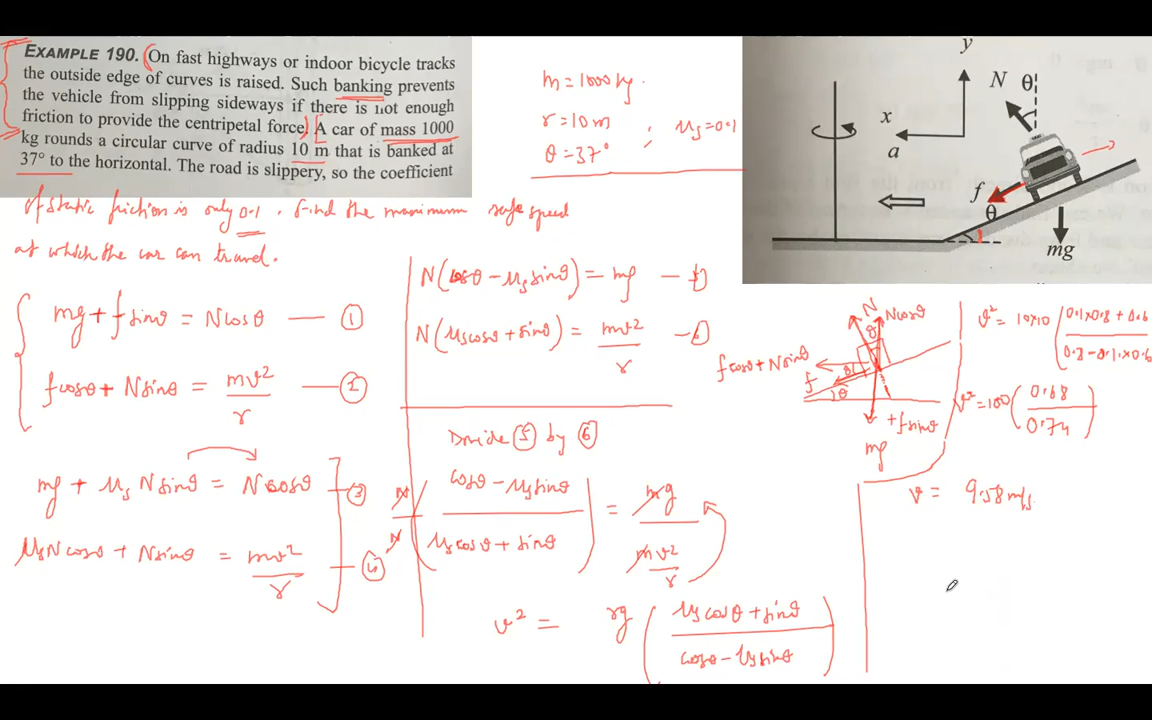 EXAMPLE 190. On fast highways or indoor bicycle tracks
the outside edge of curves is raised. Such banking prevents
the vehicle from slipping sideways if there is not enough
friction to provide the centripetal force. A car of mass 1000
kg rounds a circular curve of radius 10 m that is banked at
37° to the horizontal. The road is slippery, so the coefficient
of static friction is only 0.1. Find the maximum safe speed
at which the car can travel.
m = 1000 kg.
r = 10 m ; μs = 0.1
θ = 37°
y
N θ
x
a
f
θ
mg
mg + f sinθ = N cosθ — ①
f cosθ + N sinθ = mv²/r — ②
mg + μs N sinθ = N cosθ — ③
μsN cosθ + N sinθ = mv²/r — ④
N(cosθ − μs sinθ) = mg — ⑤
N(μs cosθ + sinθ) = mv²/r — ⑥
Divide ⑤ by ⑥
N/N ((cosθ − μs sinθ)/(μs cosθ + sinθ)) = mg/(mv²/r)
v² = rg ((μs cosθ + sinθ)/(cosθ − μs sinθ))
N
N cosθ
θ
f cosθ + N sinθ
f
θ
θ
+ f sinθ
mg
v² = 10×10 ((0.1×0.8 + 0.6)/(0.8 − 0.1×0.6))
v² = 100 (0.68/0.74)
v = 9.58 m/s